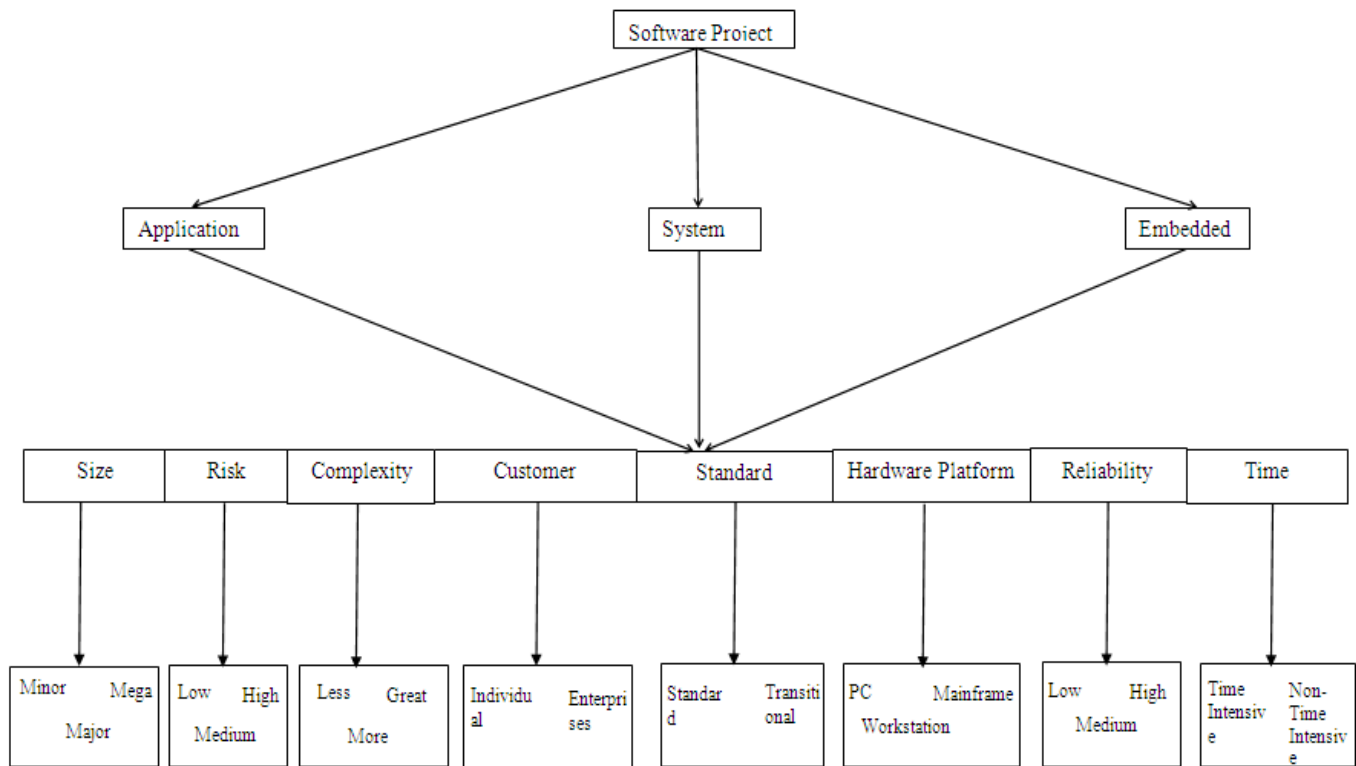 Software Project
Application
System
Embedded
Size
Risk
Complexity
Customer
Standard
Hardware Platform
Reliability
Time
Minor Mega
Major
Low High
Medium
Less Great
More
Individu
al
Enterpri
ses
Standar
d
Transiti
onal
PC Mainframe
Workstation
Low High
Medium
Time
Intensiv
e
Non-
Time
Intensiv
e